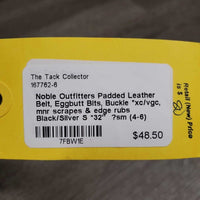 The Tack Collector
167762-6
Noble Outfitters Padded Leather
Belt, Eggbutt Bits, Buckle *xc/vgc,
mnr scrapes & edge rubs
Black/Silver S *32" ?sm (4-6)
$48.50
7FBW1E
Retail (New) Price
is $